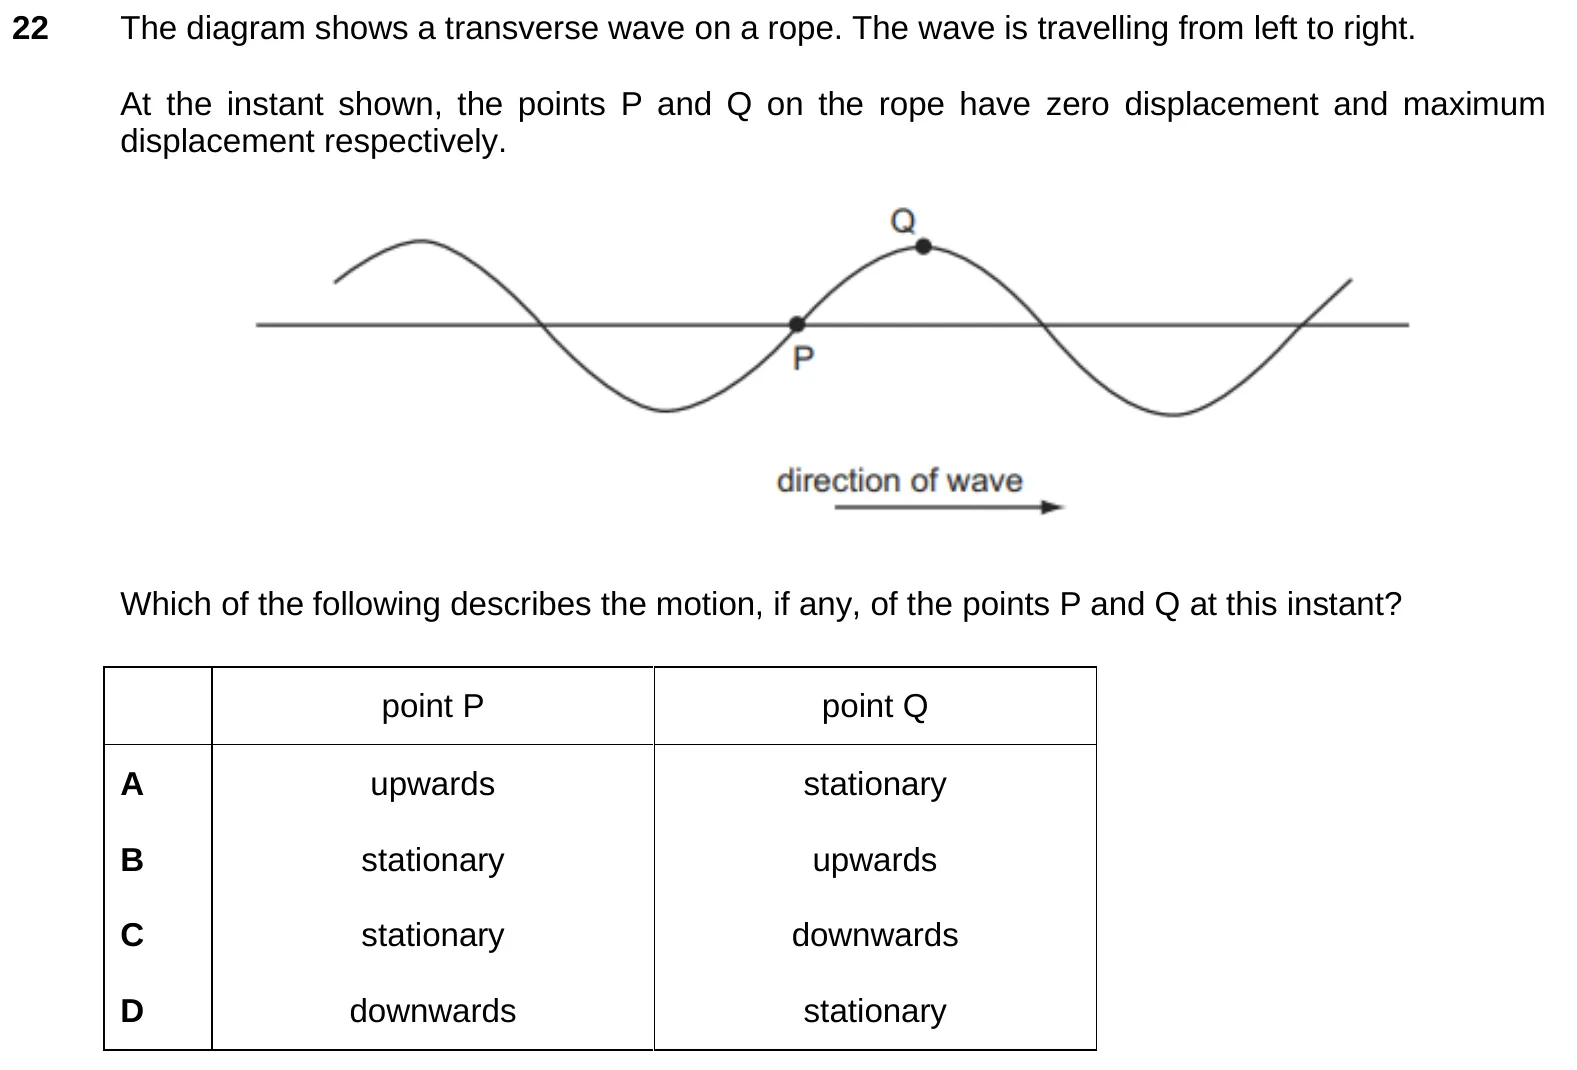 22 The diagram shows a transverse wave on a rope. The wave is travelling from left to right.
At the instant shown, the points P and Q on the rope have zero displacement and maximum
displacement respectively.
Q
P
direction of wave
Which of the following describes the motion, if any, of the points P and Q at this instant?
point P point Q
A upwards stationary
B stationary upwards
C stationary downwards
D downwards stationary